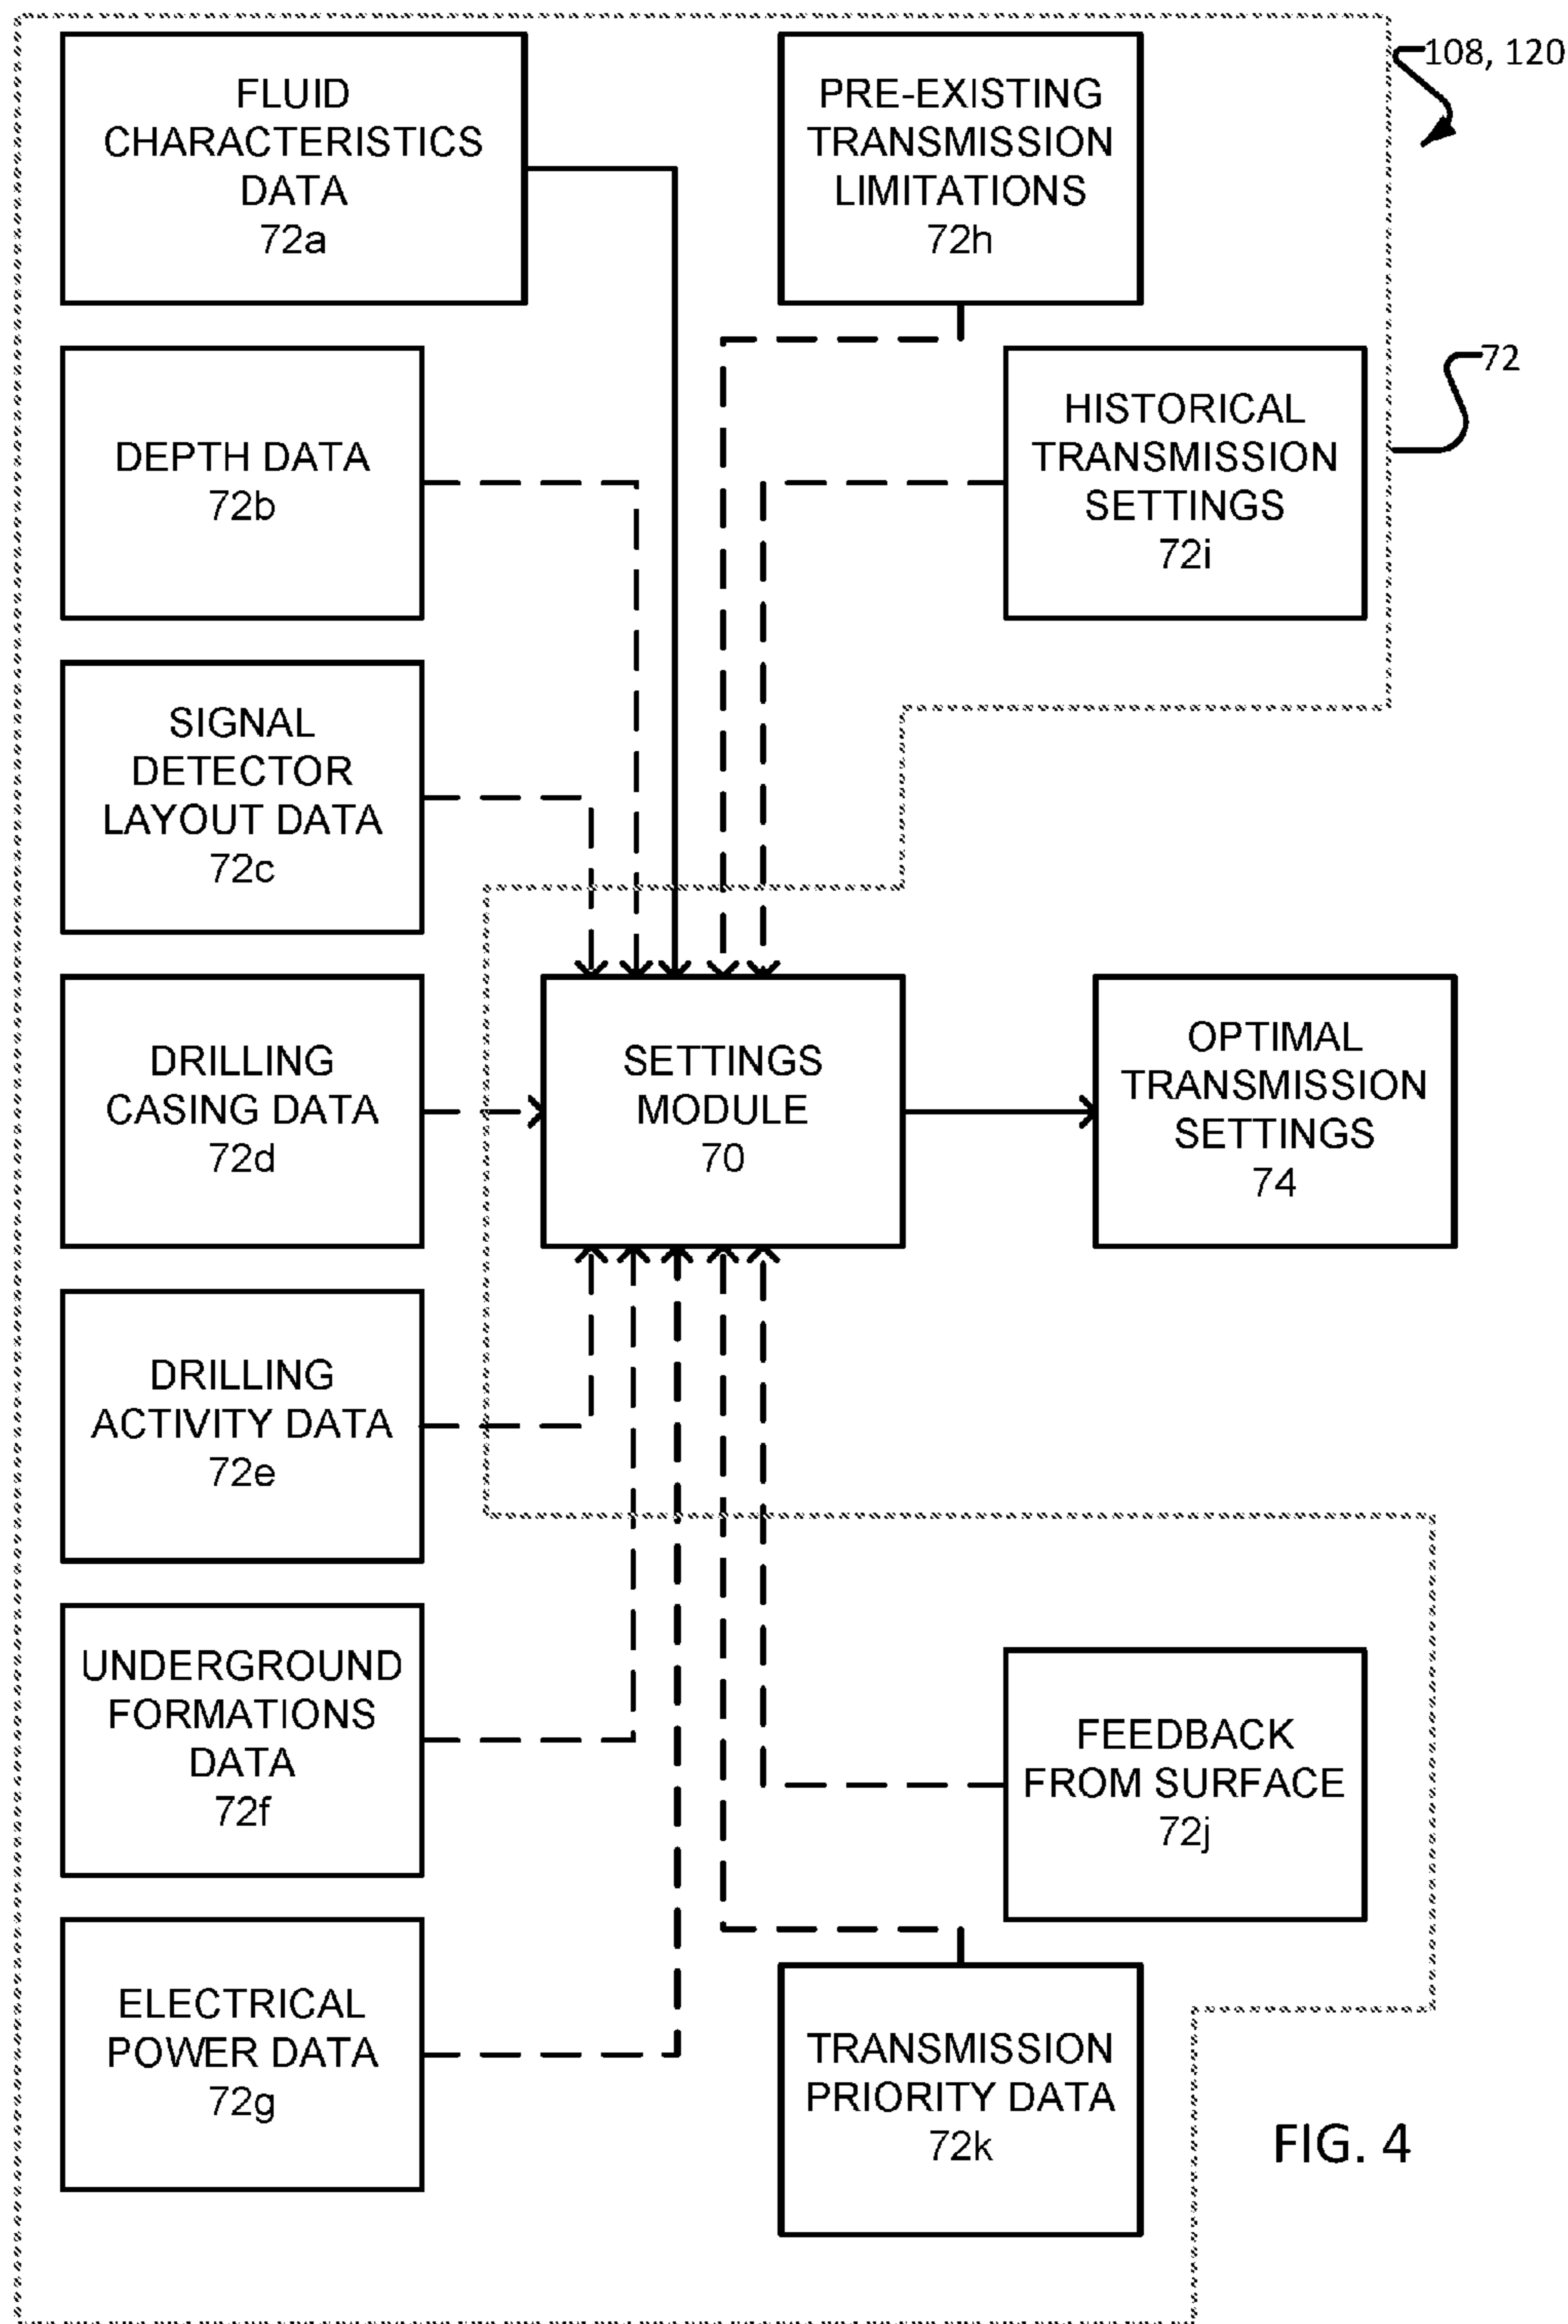 108, 120
FLUID
CHARACTERISTICS
DATA
72a
PRE-EXISTING
TRANSMISSION
LIMITATIONS
72h
72
DEPTH DATA
72b
HISTORICAL
TRANSMISSION
SETTINGS
72i
SIGNAL
DETECTOR
LAYOUT DATA
72c
DRILLING
CASING DATA
72d
SETTINGS
MODULE
70
OPTIMAL
TRANSMISSION
SETTINGS
74
DRILLING
ACTIVITY DATA
72e
UNDERGROUND
FORMATIONS
DATA
72f
FEEDBACK
FROM SURFACE
72j
ELECTRICAL
POWER DATA
72g
TRANSMISSION
PRIORITY DATA
72k
FIG. 4